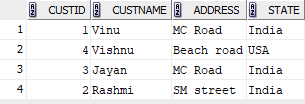 CUSTID CUSTNAME ADDRESS STATE
1 1 Vinu MC Road India
2 4 Vishnu Beach road USA
3 3 Jayan MC Road India
4 2 Rashmi SM street India